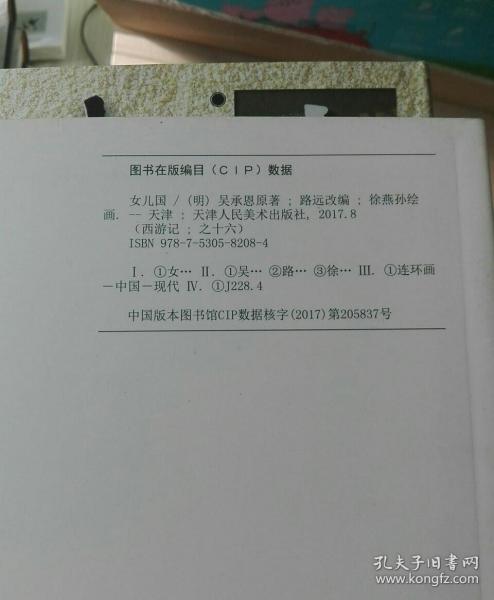 图书在版编目（CIP）数据
女儿国 / (明) 吴承恩原著 ; 路远改编 ; 徐燕孙绘
画. -- 天津 : 天津人民美术出版社, 2017.8
（西游记 ; 之十六）
ISBN 978-7-5305-8208-4
Ⅰ. ①女… Ⅱ. ①吴… ②路… ③徐… Ⅲ. ①连环画
－中国－现代 Ⅳ. ①J228.4
中国版本图书馆CIP数据核字(2017)第205837号
孔夫子旧书网
www.kongfz.com